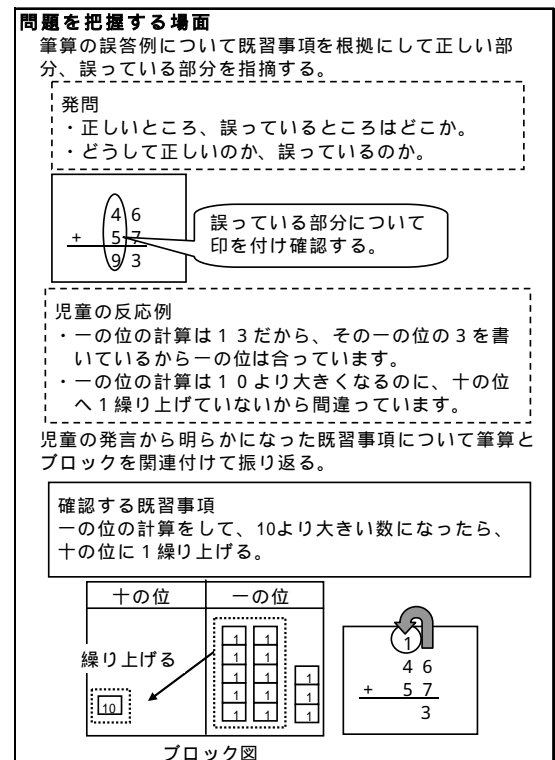 問題を把握する場面
筆算の誤答例について既習事項を根拠にして正しい部
分、誤っている部分を指摘する。
発問
・正しいところ、誤っているところはどこか。
・どうして正しいのか、誤っているのか。
4 6
+ 5 7
9 3
誤っている部分について
印を付け確認する。
児童の反応例
・一の位の計算は１３だから、その一の位の３を書
いているから一の位は合っています。
・一の位の計算は１０より大きくなるのに、十の位
へ１繰り上げていないから間違っています。
児童の発言から明らかになった既習事項について筆算と
ブロックを関連付けて振り返る。
確認する既習事項
一の位の計算をして、10より大きい数になったら、
十の位に１繰り上げる。
十の位 一の位
繰り上げる
10
1 1
1 1
1 1 1
1 1 1
1 1 1
ブロック図
1
4 6
+ 5 7
3